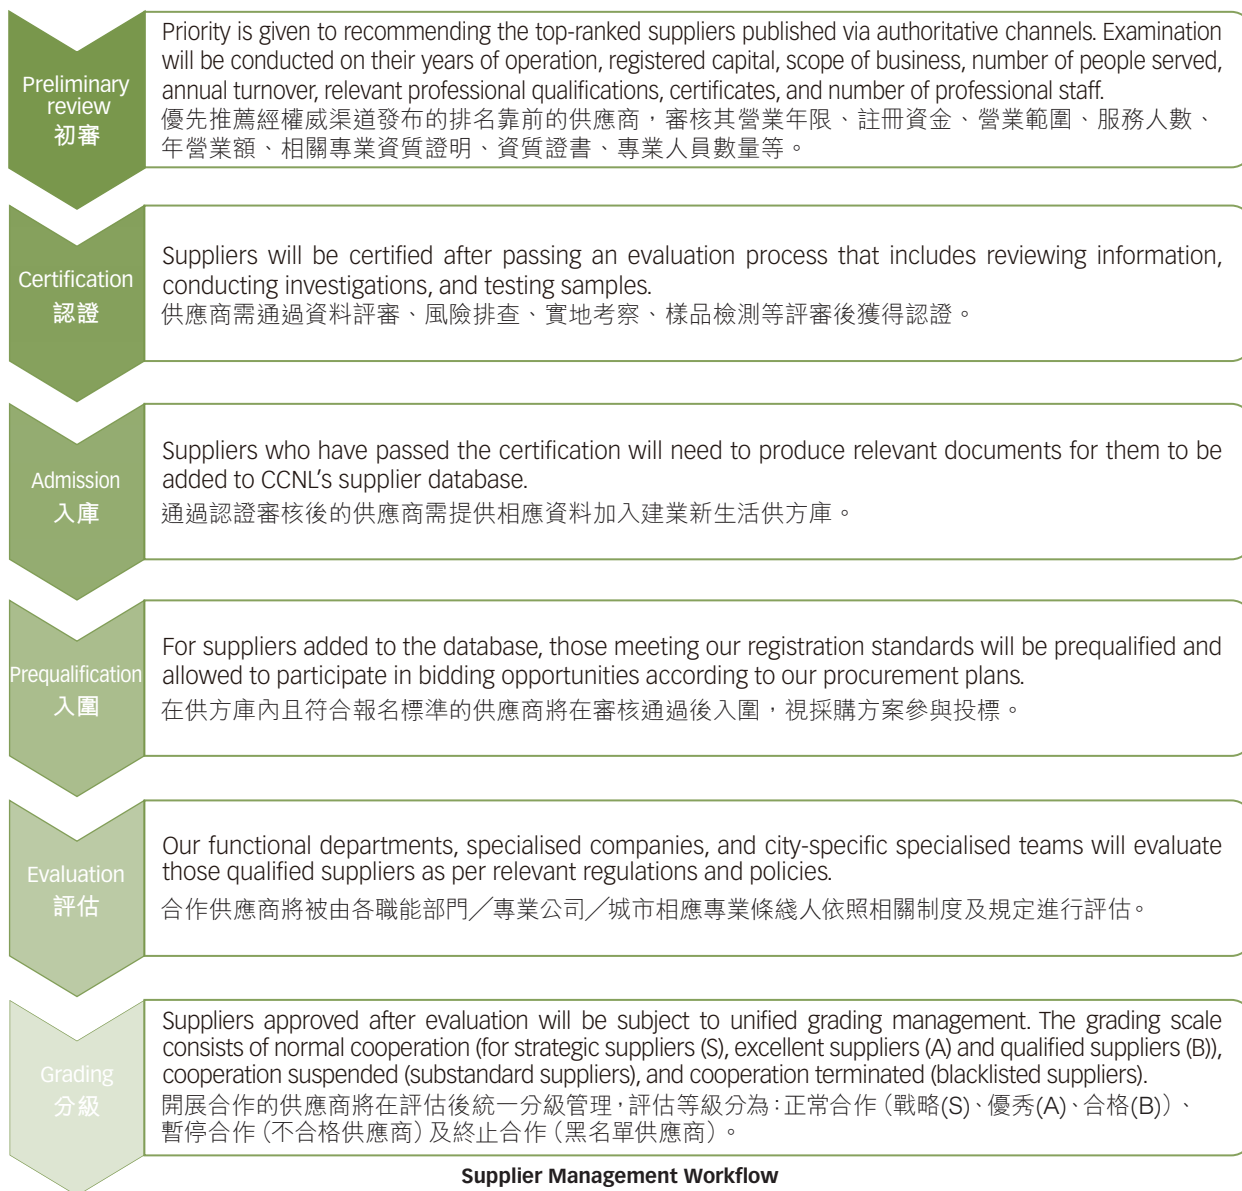 Preliminary
review
初審
Priority is given to recommending the top-ranked suppliers published via authoritative channels. Examination
will be conducted on their years of operation, registered capital, scope of business, number of people served,
annual turnover, relevant professional qualifications, certificates, and number of professional staff.
優先推薦經權威渠道發布的排名靠前的供應商，審核其營業年限、註冊資金、營業範圍、服務人數、
年營業額、相關專業資質證明、資質證書、專業人員數量等。
Certification
認證
Suppliers will be certified after passing an evaluation process that includes reviewing information,
conducting investigations, and testing samples.
供應商需通過資料評審、風險排查、實地考察、樣品檢測等評審後獲得認證。
Admission
入庫
Suppliers who have passed the certification will need to produce relevant documents for them to be
added to CCNL's supplier database.
通過認證審核後的供應商需提供相應資料加入建業新生活供方庫。
Prequalification
入圍
For suppliers added to the database, those meeting our registration standards will be prequalified and
allowed to participate in bidding opportunities according to our procurement plans.
在供方庫內且符合報名標準的供應商將在審核通過後入圍，視採購方案參與投標。
Evaluation
評估
Our functional departments, specialised companies, and city-specific specialised teams will evaluate
those qualified suppliers as per relevant regulations and policies.
合作供應商將被由各職能部門╱專業公司╱城市相應專業條綫人依照相關制度及規定進行評估。
Grading
分級
Suppliers approved after evaluation will be subject to unified grading management. The grading scale
consists of normal cooperation (for strategic suppliers (S), excellent suppliers (A) and qualified suppliers (B)),
cooperation suspended (substandard suppliers), and cooperation terminated (blacklisted suppliers).
開展合作的供應商將在評估後統一分級管理，評估等級分為：正常合作（戰略(S)、優秀(A)、合格(B)）、
暫停合作（不合格供應商）及終止合作（黑名單供應商）。
Supplier Management Workflow